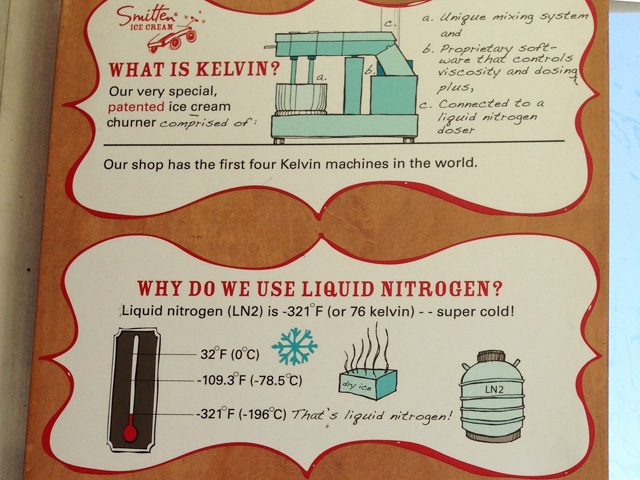 Smitten
ICE CREAM
WHAT IS KELVIN?
Our very special,
patented ice cream
churner comprised of:
a.
b.
c.
a. Unique mixing system
and
b. Proprietary soft-
ware that controls
viscosity and dosing,
plus,
c. Connected to a
liquid nitrogen
doser
Our shop has the first four Kelvin machines in the world.
WHY DO WE USE LIQUID NITROGEN?
Liquid nitrogen (LN2) is -321°F (or 76 kelvin) -- super cold!
32°F (0°C)
-109.3°F (-78.5°C)
dry ice
-321°F (-196°C) That's liquid nitrogen!
LN2